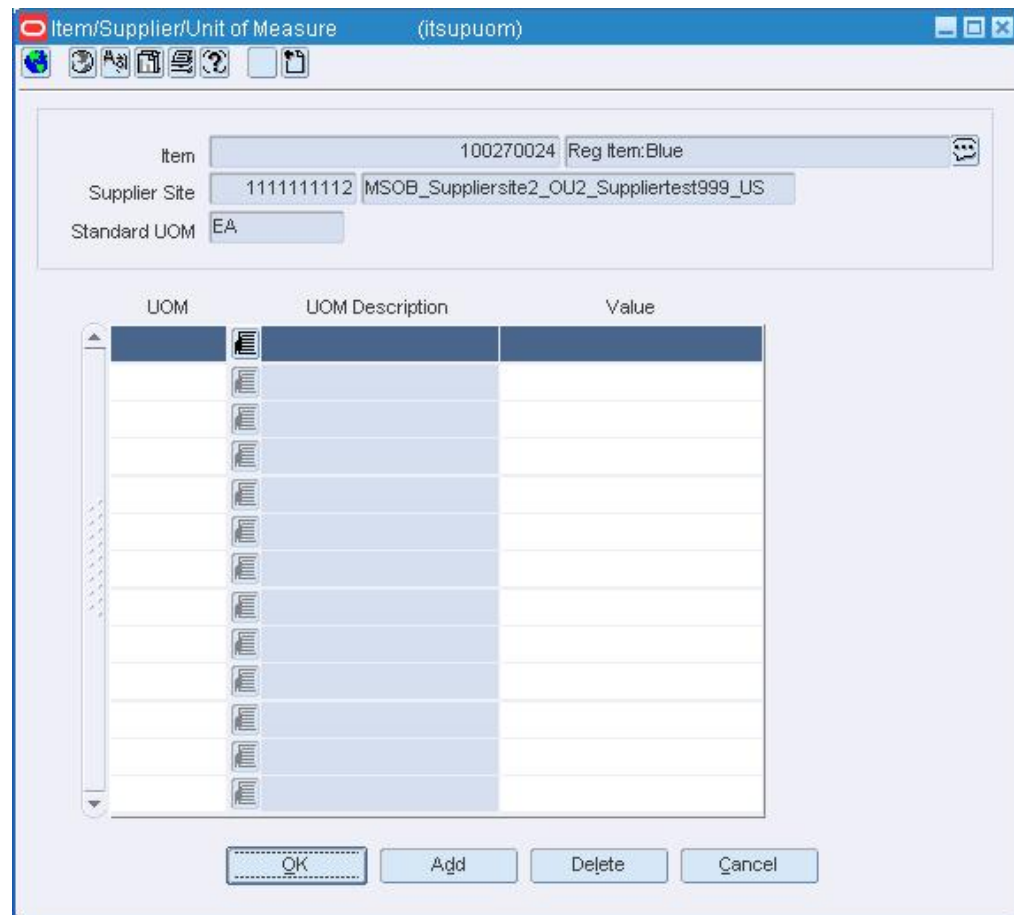 Item/Supplier/Unit of Measure (itsupuom)
Item 100270024 Reg Item:Blue
Supplier Site 1111111112 MSOB_Suppliersite2_OU2_Suppliertest999_US
Standard UOM EA
UOM UOM Description Value
OK Add Delete Cancel